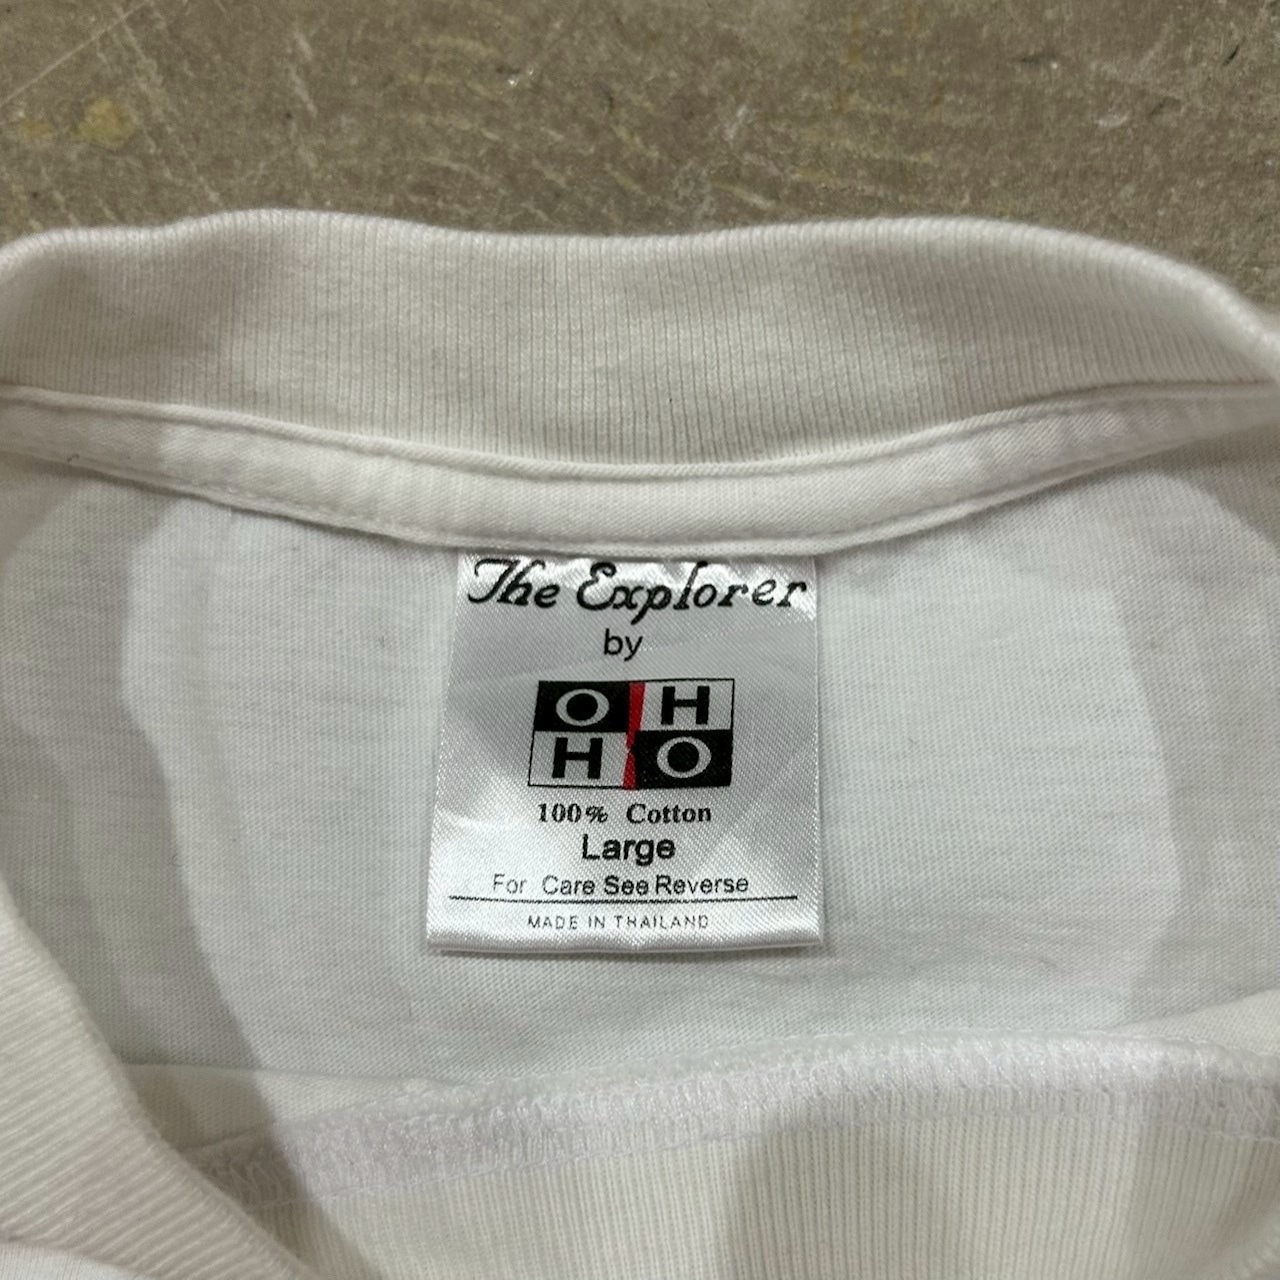 The Explorer
by
O H
H O
100% Cotton
Large
For Care See Reverse
MADE IN THAILAND